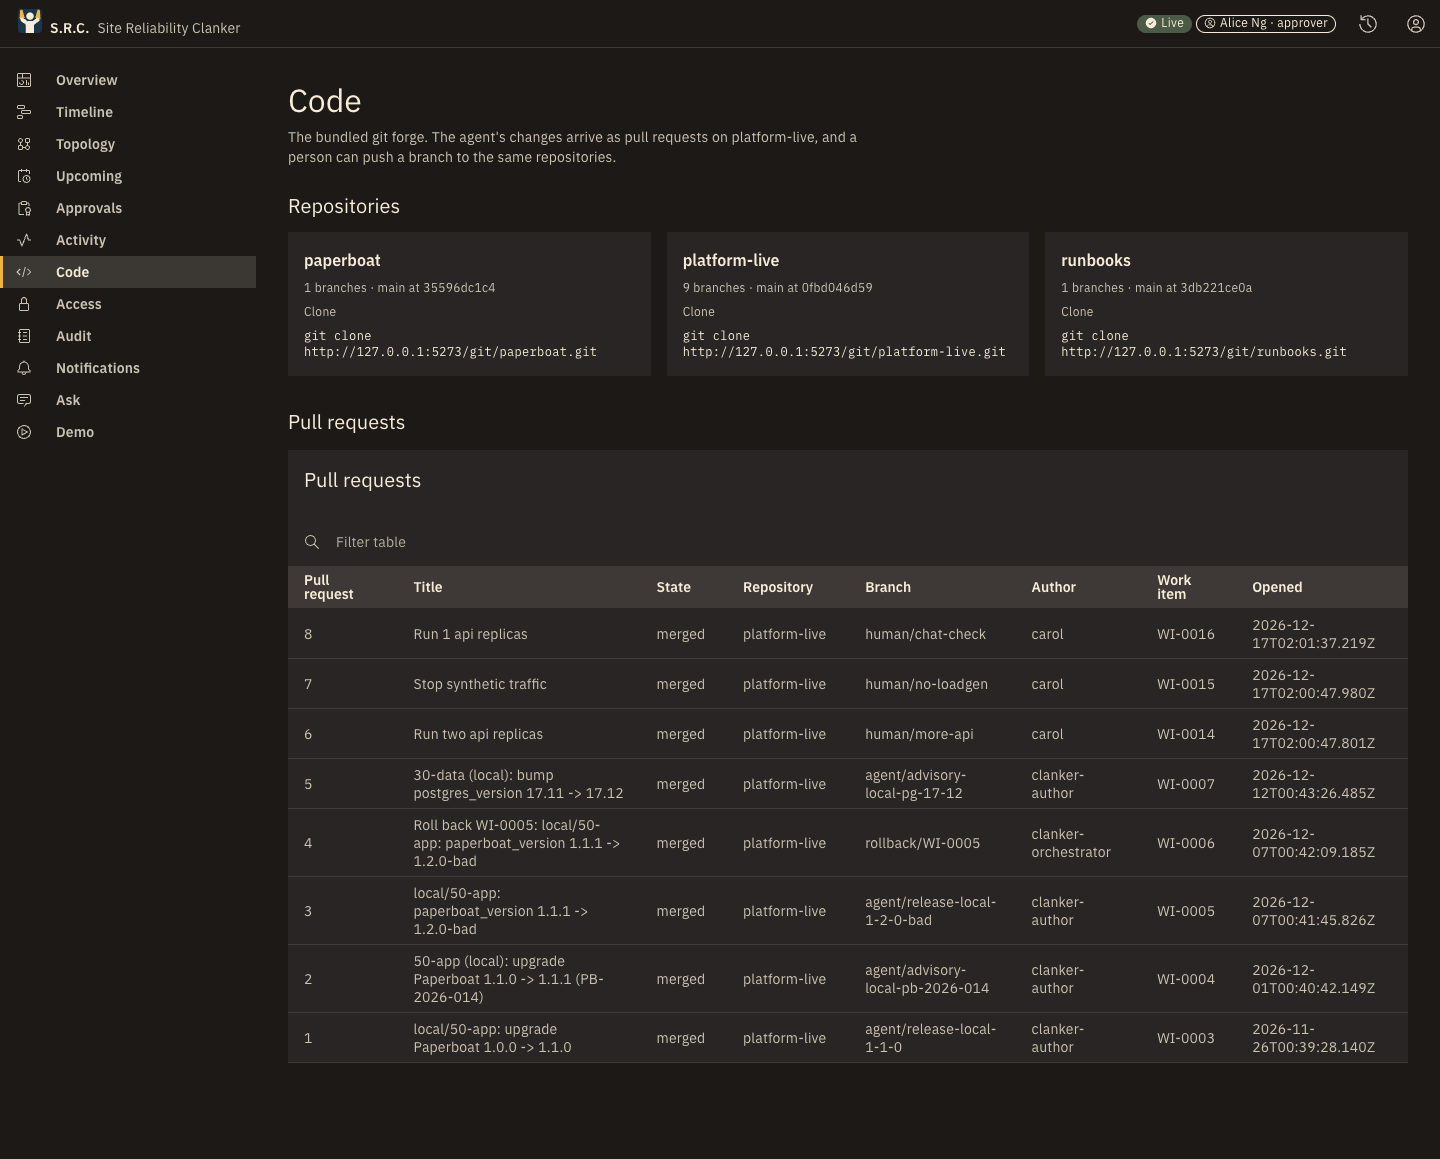 S.R.C. Site Reliability Clanker
Live
Alice Ng · approver
Overview
Timeline
Topology
Upcoming
Approvals
Activity
Code
Access
Audit
Notifications
Ask
Demo
Code
The bundled git forge. The agent's changes arrive as pull requests on platform-live, and a
person can push a branch to the same repositories.
Repositories
paperboat
1 branches · main at 35596dc1c4
Clone
git clone
http://127.0.0.1:5273/git/paperboat.git
platform-live
9 branches · main at 0fbd046d59
Clone
git clone
http://127.0.0.1:5273/git/platform-live.git
runbooks
1 branches · main at 3db221ce0a
Clone
git clone
http://127.0.0.1:5273/git/runbooks.git
Pull requests
Pull requests
Filter table
Pull request Title State Repository Branch Author Work item Opened
8 Run 1 api replicas merged platform-live human/chat-check carol WI-0016 2026-12-17T02:01:37.219Z
7 Stop synthetic traffic merged platform-live human/no-loadgen carol WI-0015 2026-12-17T02:00:47.980Z
6 Run two api replicas merged platform-live human/more-api carol WI-0014 2026-12-17T02:00:47.801Z
5 30-data (local): bump postgres_version 17.11 -> 17.12 merged platform-live agent/advisory-local-pg-17-12 clanker-author WI-0007 2026-12-12T00:43:26.485Z
4 Roll back WI-0005: local/50-app: paperboat_version 1.1.1 -> 1.2.0-bad merged platform-live rollback/WI-0005 clanker-orchestrator WI-0006 2026-12-07T00:42:09.185Z
3 local/50-app: paperboat_version 1.1.1 -> 1.2.0-bad merged platform-live agent/release-local-1-2-0-bad clanker-author WI-0005 2026-12-07T00:41:45.826Z
2 50-app (local): upgrade Paperboat 1.1.0 -> 1.1.1 (PB-2026-014) merged platform-live agent/advisory-local-pb-2026-014 clanker-author WI-0004 2026-12-01T00:40:42.149Z
1 local/50-app: upgrade Paperboat 1.0.0 -> 1.1.0 merged platform-live agent/release-local-1-1-0 clanker-author WI-0003 2026-11-26T00:39:28.140Z